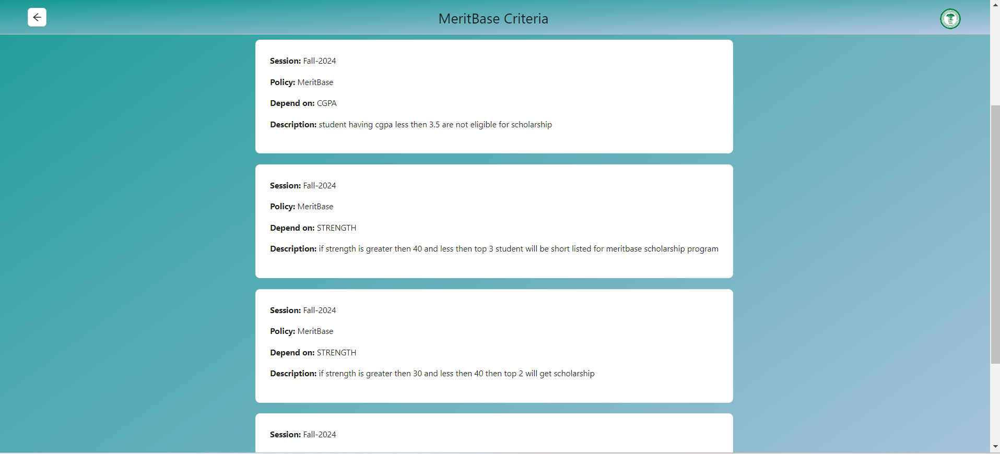 MeritBase Criteria
Session: Fall-2024
Policy: MeritBase
Depend on: CGPA
Description: student having cgpa less then 3.5 are not eligible for scholarship
Session: Fall-2024
Policy: MeritBase
Depend on: STRENGTH
Description: if strength is greater then 40 and less then top 3 student will be short listed for meritbase scholarship program
Session: Fall-2024
Policy: MeritBase
Depend on: STRENGTH
Description: if strength is greater then 30 and less then 40 then top 2 will get scholarship
Session: Fall-2024